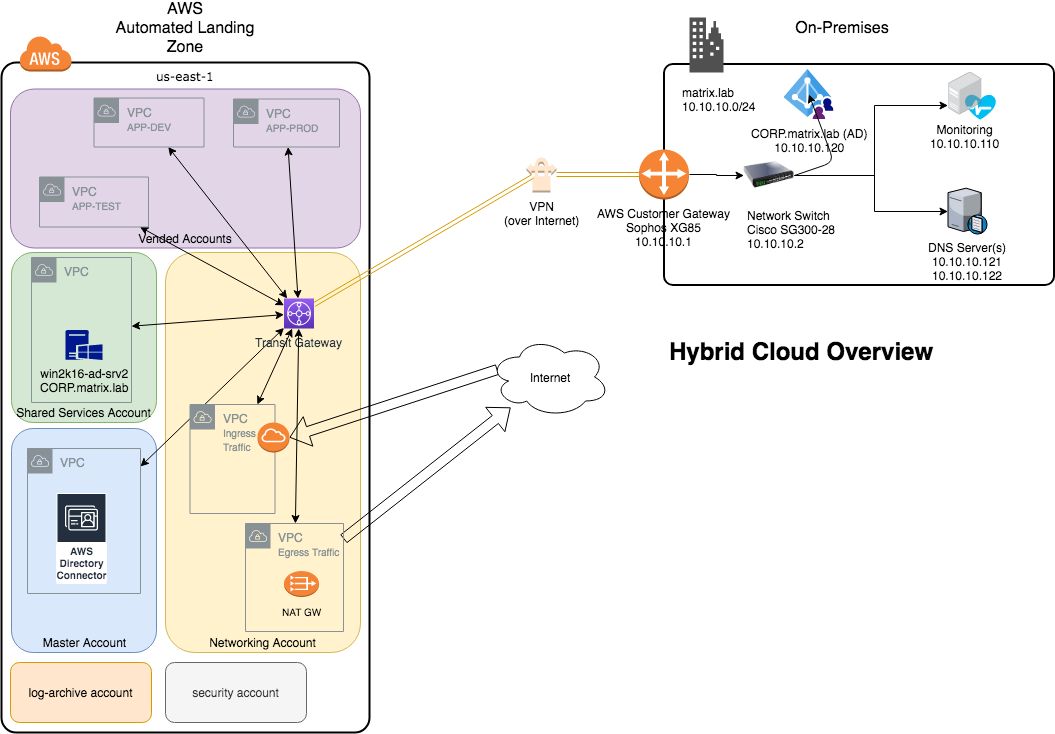 AWS
Automated Landing
Zone
AWS
us-east-1
VPC
APP-DEV
VPC
APP-PROD
VPC
APP-TEST
Vended Accounts
VPC
win2k16-ad-srv2
CORP.matrix.lab
Shared Services Account
Transit Gateway
VPC
Ingress
Traffic
VPC
AWS
Directory
Connector
Master Account
VPC
Egress Traffic
NAT GW
Networking Account
log-archive account
security account
VPN
(over Internet)
Internet
On-Premises
matrix.lab
10.10.10.0/24
CORP.matrix.lab (AD)
10.10.10.120
Monitoring
10.10.10.110
AWS Customer Gateway
Sophos XG85
10.10.10.1
Network Switch
Cisco SG300-28
10.10.10.2
DNS Server(s)
10.10.10.121
10.10.10.122
Hybrid Cloud Overview